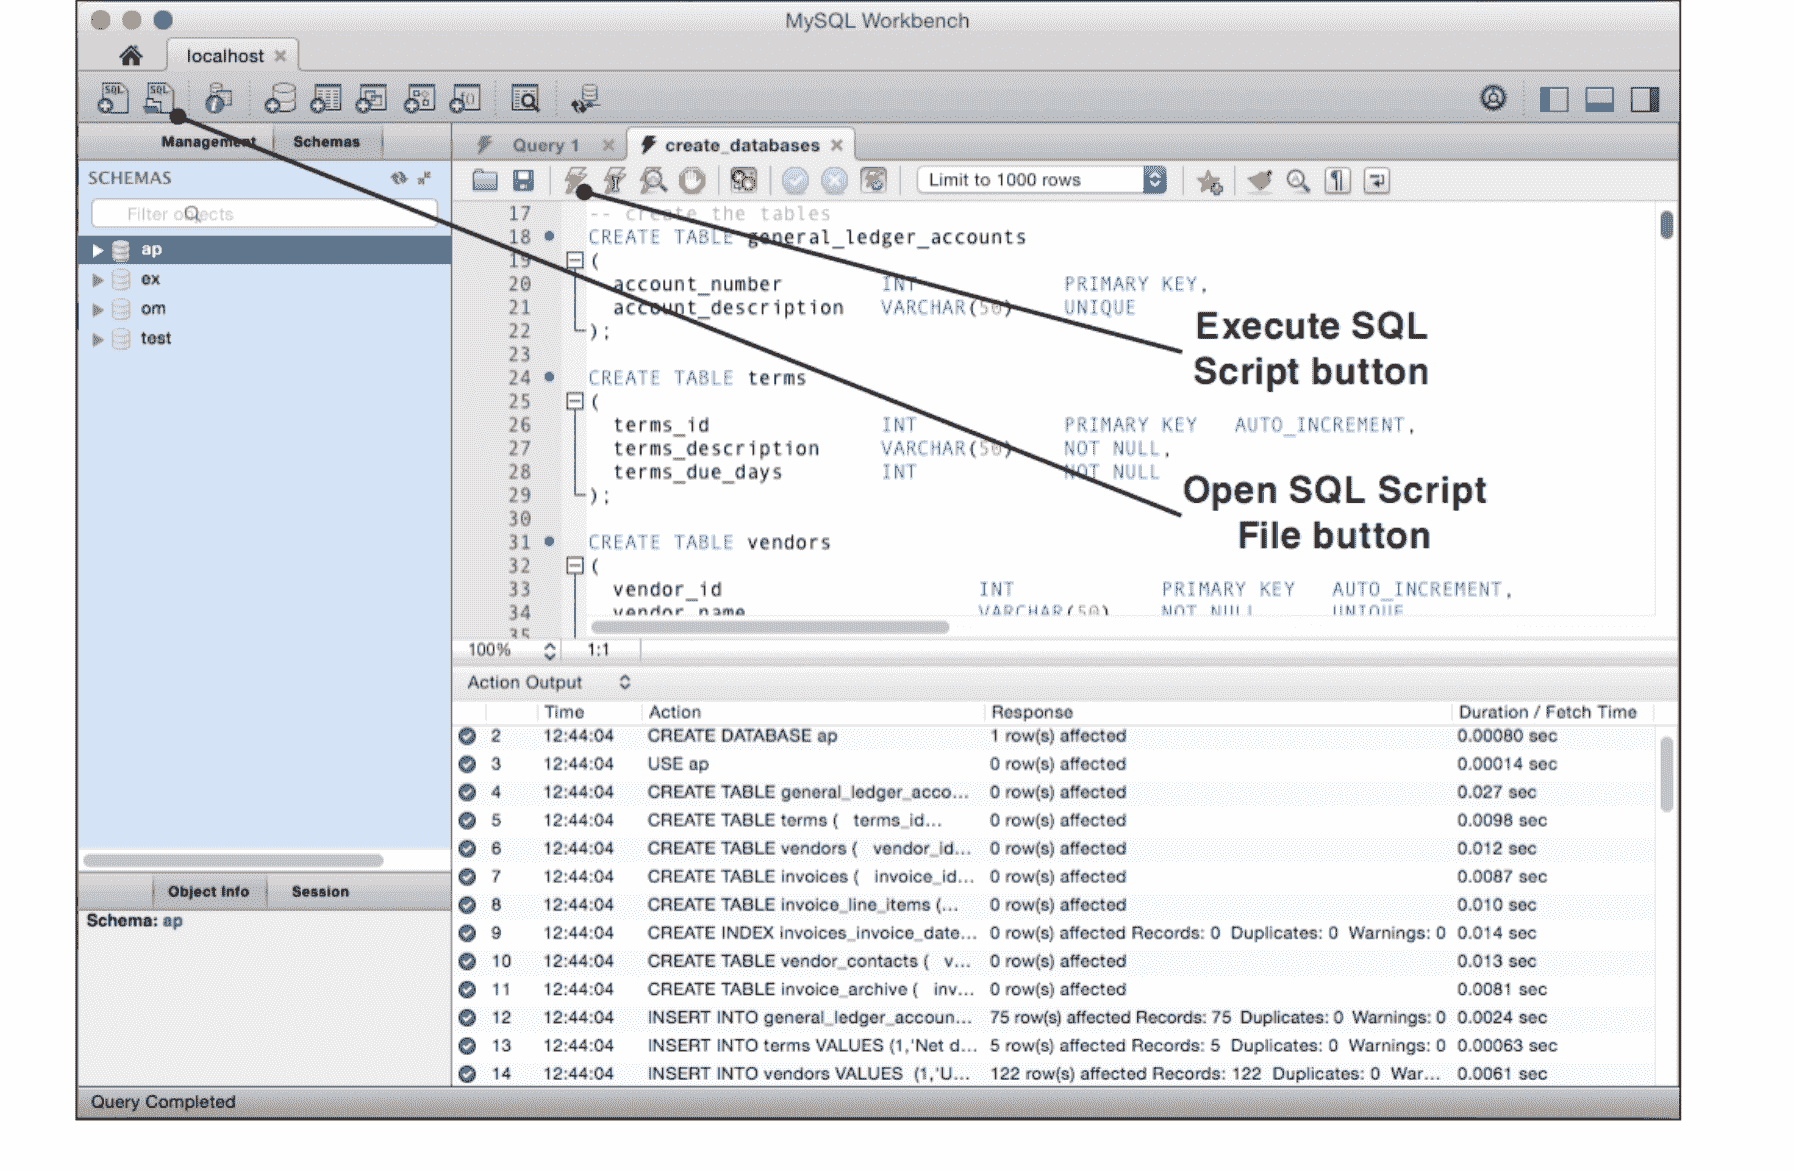 MySQL Workbench
localhost
SQL SQL
Management Schemas
SCHEMAS
Filter objects
ap
ex
om
test
Object Info Session
Schema: ap
Query 1 create_databases
Limit to 1000 rows
17 -- create the tables
18 CREATE TABLE general_ledger_accounts
19 (
20 account_number INT PRIMARY KEY,
21 account_description VARCHAR(50) UNIQUE
22 );
23
24 CREATE TABLE terms
25 (
26 terms_id INT PRIMARY KEY AUTO_INCREMENT,
27 terms_description VARCHAR(50) NOT NULL,
28 terms_due_days INT NOT NULL
29 );
30
31 CREATE TABLE vendors
32 (
33 vendor_id INT PRIMARY KEY AUTO_INCREMENT,
34 vendor_name VARCHAR(50) NOT NULL UNIQUE
35
Execute SQL
Script button
Open SQL Script
File button
100% 1:1
Action Output
Time Action Response Duration / Fetch Time
2 12:44:04 CREATE DATABASE ap 1 row(s) affected 0.00080 sec
3 12:44:04 USE ap 0 row(s) affected 0.00014 sec
4 12:44:04 CREATE TABLE general_ledger_acco... 0 row(s) affected 0.027 sec
5 12:44:04 CREATE TABLE terms ( terms_id... 0 row(s) affected 0.0098 sec
6 12:44:04 CREATE TABLE vendors ( vendor_id... 0 row(s) affected 0.012 sec
7 12:44:04 CREATE TABLE invoices ( invoice_id... 0 row(s) affected 0.0087 sec
8 12:44:04 CREATE TABLE invoice_line_items (... 0 row(s) affected 0.010 sec
9 12:44:04 CREATE INDEX invoices_invoice_date... 0 row(s) affected Records: 0 Duplicates: 0 Warnings: 0 0.014 sec
10 12:44:04 CREATE TABLE vendor_contacts ( v... 0 row(s) affected 0.013 sec
11 12:44:04 CREATE TABLE invoice_archive ( inv... 0 row(s) affected 0.0081 sec
12 12:44:04 INSERT INTO general_ledger_accoun... 75 row(s) affected Records: 75 Duplicates: 0 Warnings: 0 0.0024 sec
13 12:44:04 INSERT INTO terms VALUES (1,'Net d... 5 row(s) affected Records: 5 Duplicates: 0 Warnings: 0 0.00063 sec
14 12:44:04 INSERT INTO vendors VALUES (1,'U... 122 row(s) affected Records: 122 Duplicates: 0 War... 0.0061 sec
Query Completed